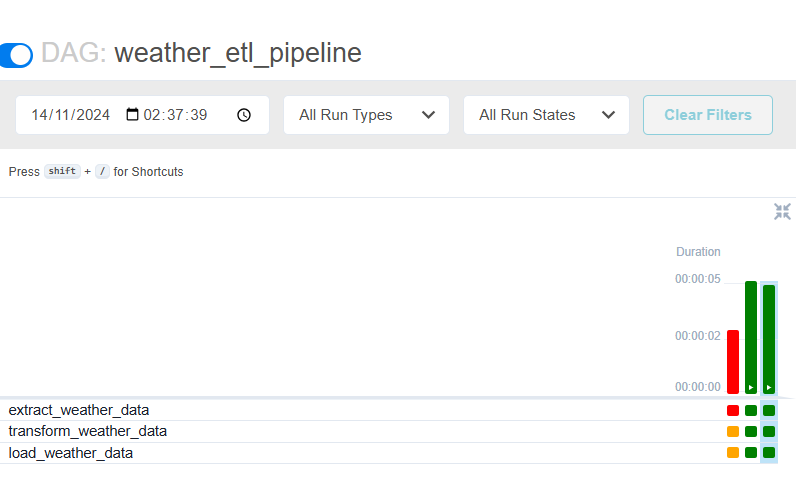 DAG: weather_etl_pipeline
14/11/2024 02:37:39 All Run Types All Run States Clear Filters
Press shift + / for Shortcuts
Duration
00:00:05
00:00:02
00:00:00
extract_weather_data
transform_weather_data
load_weather_data